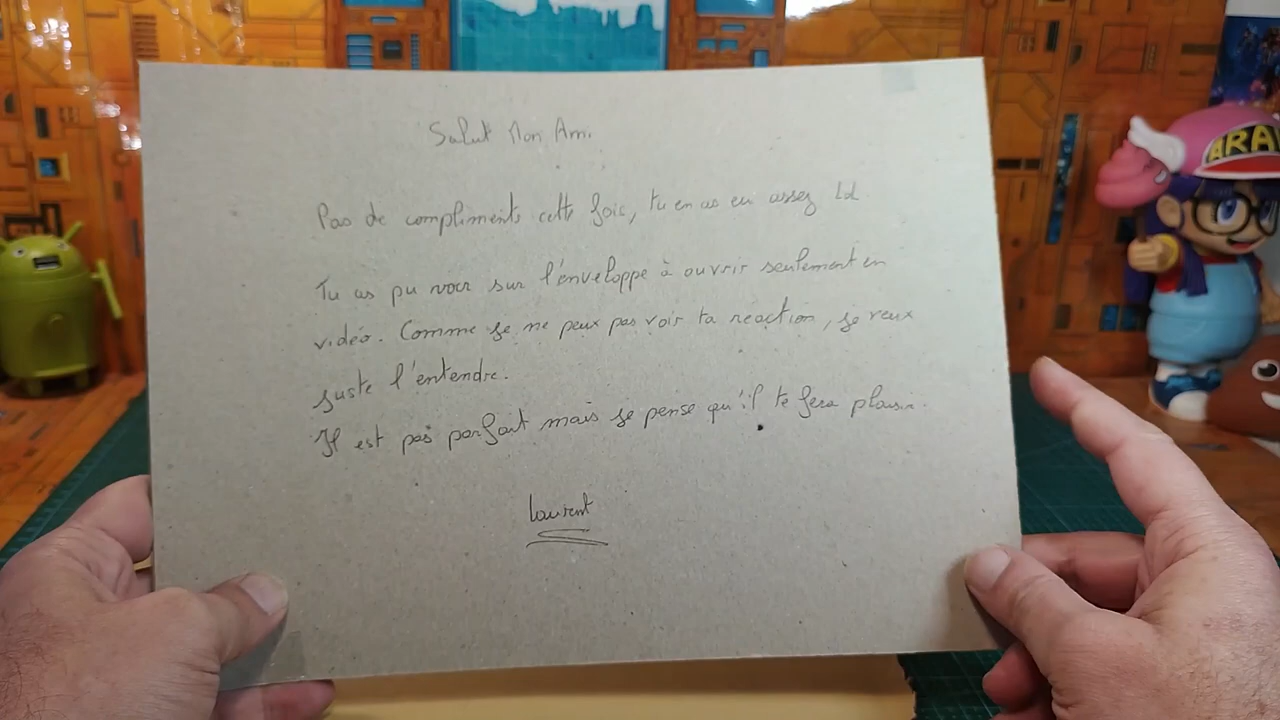 Salut Mon Ami
Pas de compliments cette fois, tu en as eu assez Ld
Tu as pu voir sur l'enveloppe à ouvrir seulement en
vidéo. Comme je ne peux pas voir ta reaction, je veux
juste l'entendre.
Il est pas parfait mais je pense qu'il te fera plaisir.
Laurent
ARA